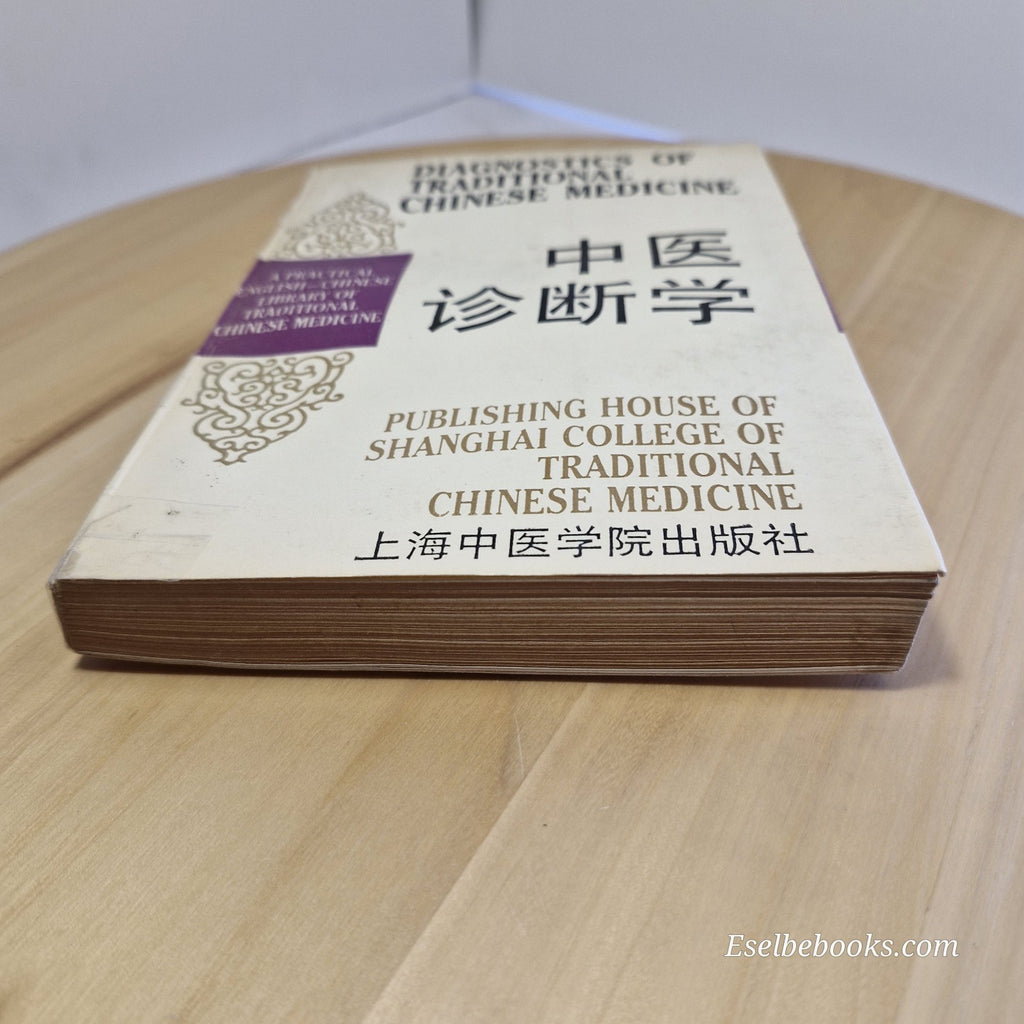 DIAGNOSTICS OF
TRADITIONAL
CHINESE MEDICINE
中医
诊断学
A PRACTICAL
ENGLISH—CHINESE
LIBRARY OF
TRADITIONAL
CHINESE MEDICINE
PUBLISHING HOUSE OF
SHANGHAI COLLEGE OF
TRADITIONAL
CHINESE MEDICINE
上海中医学院出版社
Eselbebooks.com